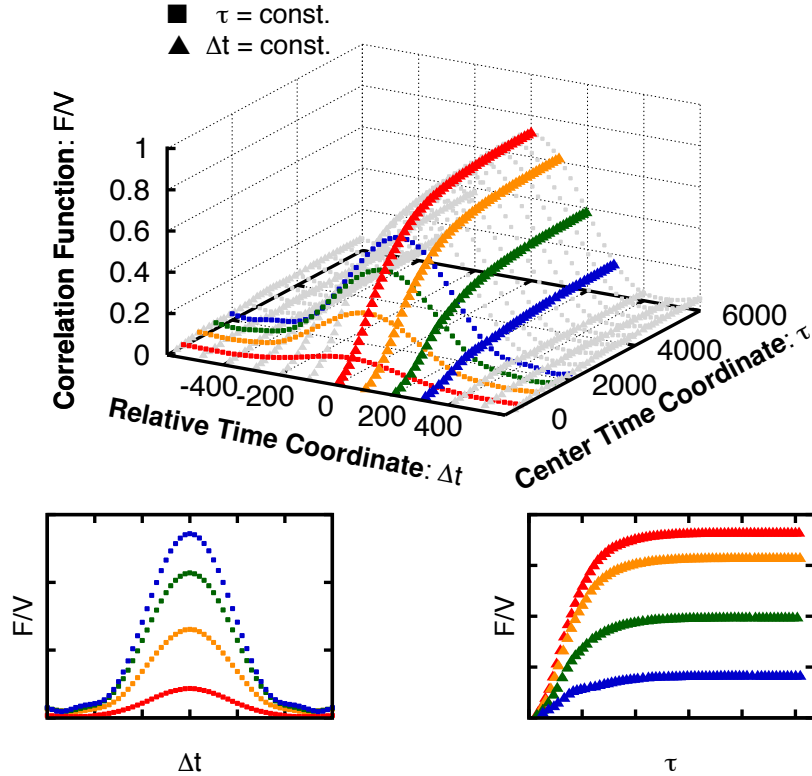 ■ τ = const.
▲ Δt = const.
Correlation Function: F/V
1
0.8
0.6
0.4
0.2
0
-400
-200
0
200
400
Relative Time Coordinate: Δt
0
2000
4000
6000
Center Time Coordinate: τ
F/V
Δt
F/V
τ